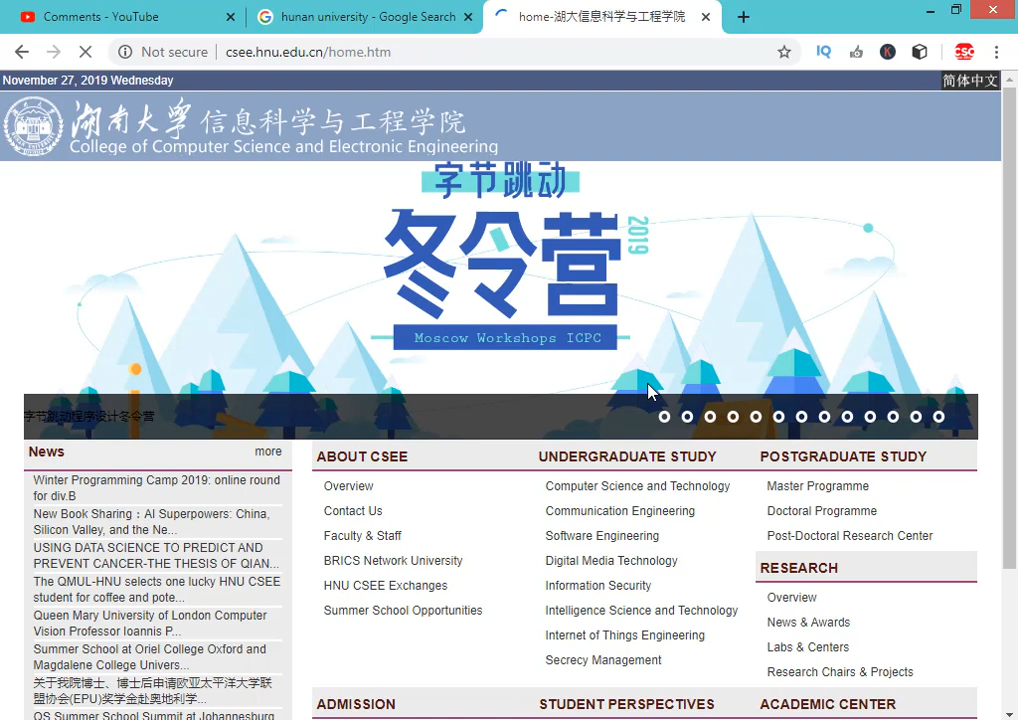 Comments - YouTube
hunan university - Google Search
home-湖大信息科学与工程学院
Not secure
csee.hnu.edu.cn/home.htm
IQ
K
CSC
November 27, 2019 Wednesday
简体中文
湖南大学 信息科学与工程学院
College of Computer Science and Electronic Engineering
字节跳动
冬令营
2019
Moscow Workshops ICPC
字节跳动程序设计冬令营
News
more
Winter Programming Camp 2019: online round
for div.B
New Book Sharing：AI Superpowers: China,
Silicon Valley, and the Ne...
USING DATA SCIENCE TO PREDICT AND
PREVENT CANCER-THE THESIS OF QIAN...
The QMUL-HNU selects one lucky HNU CSEE
student for coffee and pote...
Queen Mary University of London Computer
Vision Professor Ioannis P...
Summer School at Oriel College Oxford and
Magdalene College Univers...
关于我院博士、博士后申请欧亚太平洋大学联
盟协会(EPU)奖学金赴奥地利学...
QS Summer School Summit at Johannesburg
ABOUT CSEE
Overview
Contact Us
Faculty & Staff
BRICS Network University
HNU CSEE Exchanges
Summer School Opportunities
UNDERGRADUATE STUDY
Computer Science and Technology
Communication Engineering
Software Engineering
Digital Media Technology
Information Security
Intelligence Science and Technology
Internet of Things Engineering
Secrecy Management
POSTGRADUATE STUDY
Master Programme
Doctoral Programme
Post-Doctoral Research Center
RESEARCH
Overview
News & Awards
Labs & Centers
Research Chairs & Projects
ADMISSION
STUDENT PERSPECTIVES
ACADEMIC CENTER